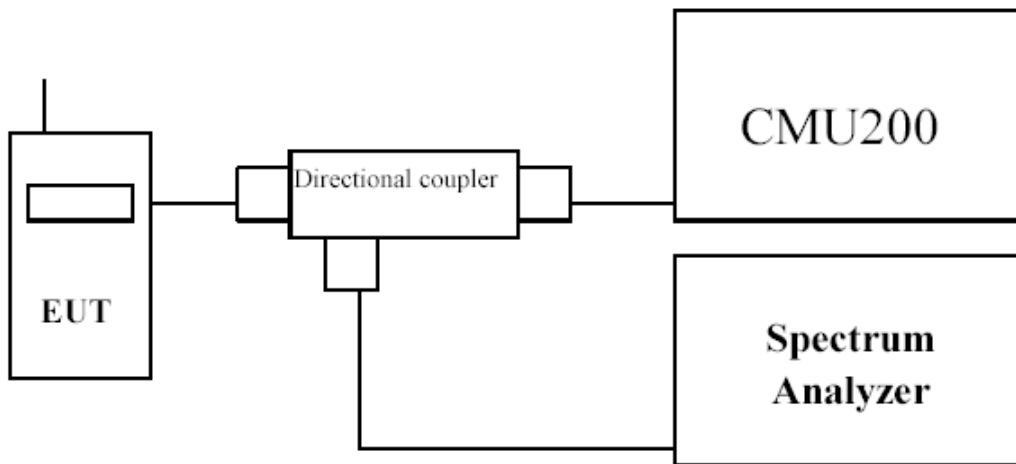 CMU200
Directional coupler
EUT
Spectrum
Analyzer